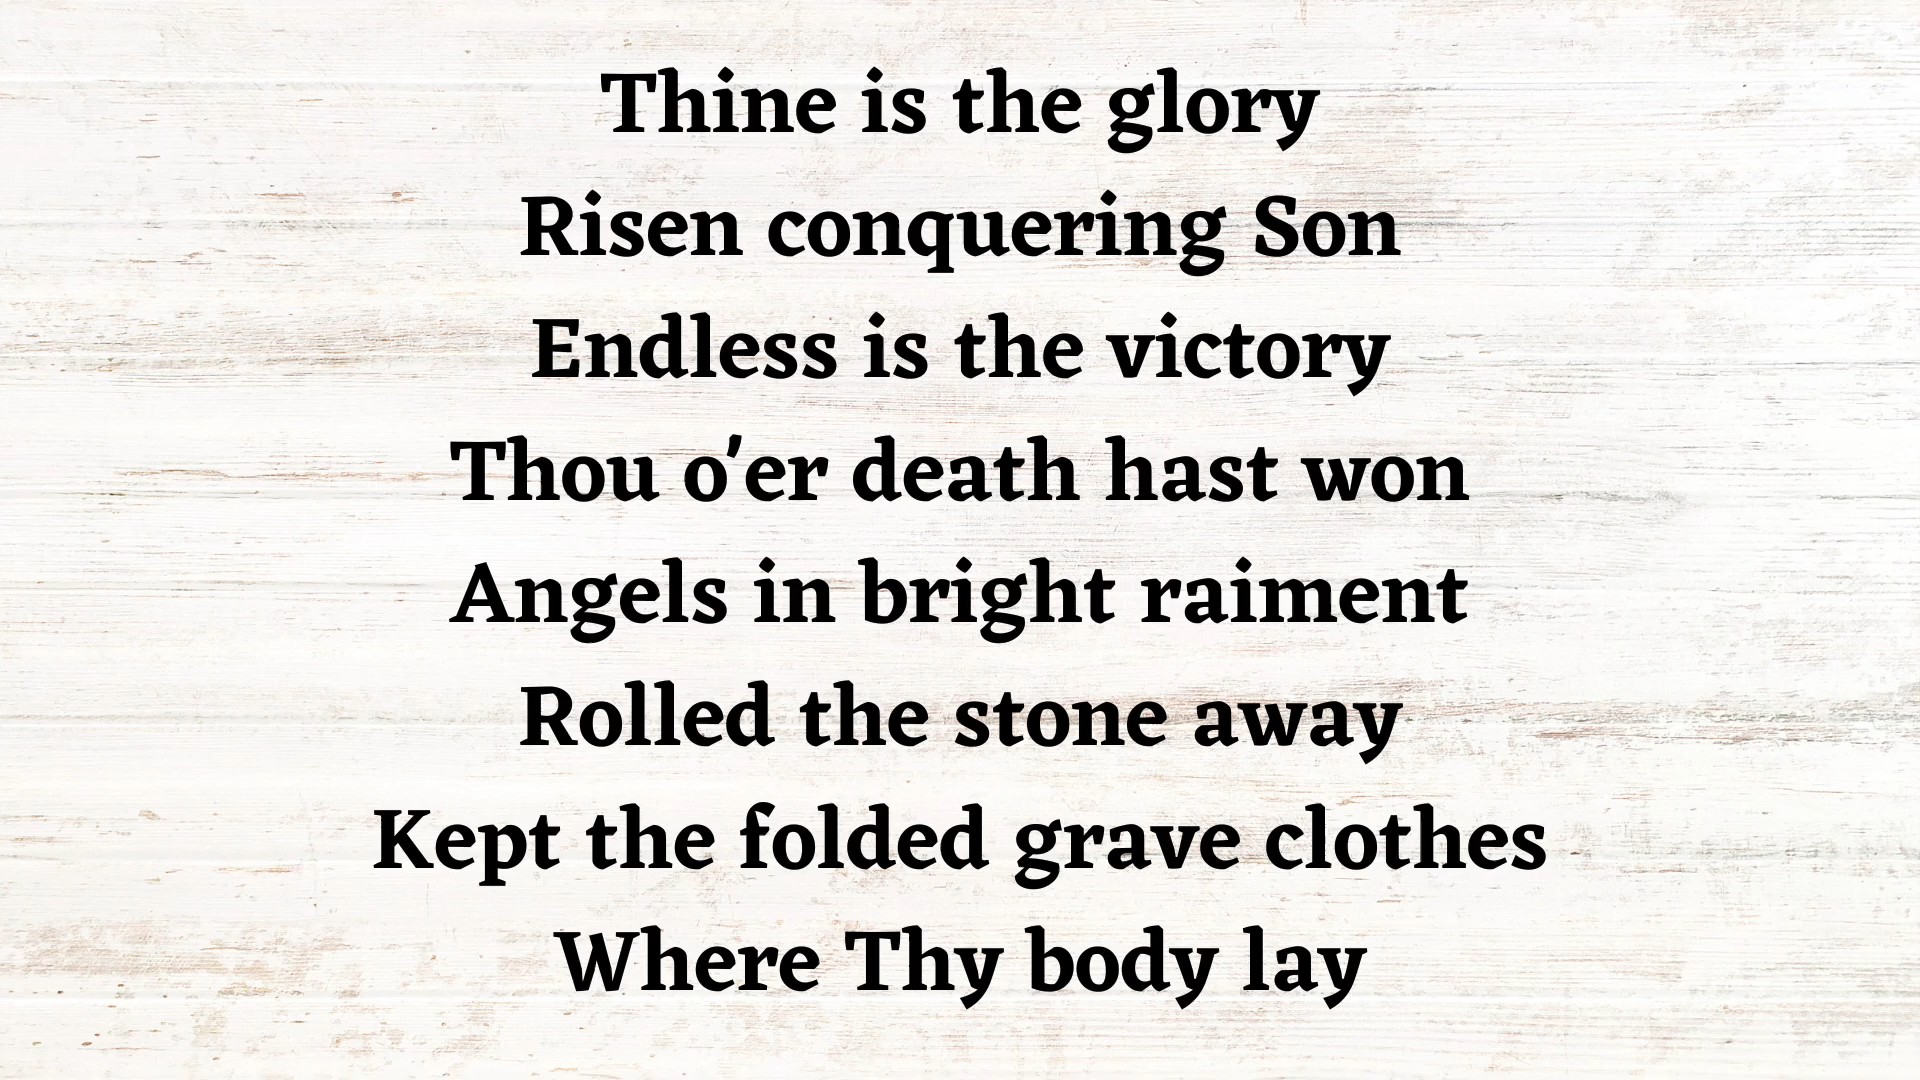 Thine is the glory
Risen conquering Son
Endless is the victory
Thou o'er death hast won
Angels in bright raiment
Rolled the stone away
Kept the folded grave clothes
Where Thy body lay